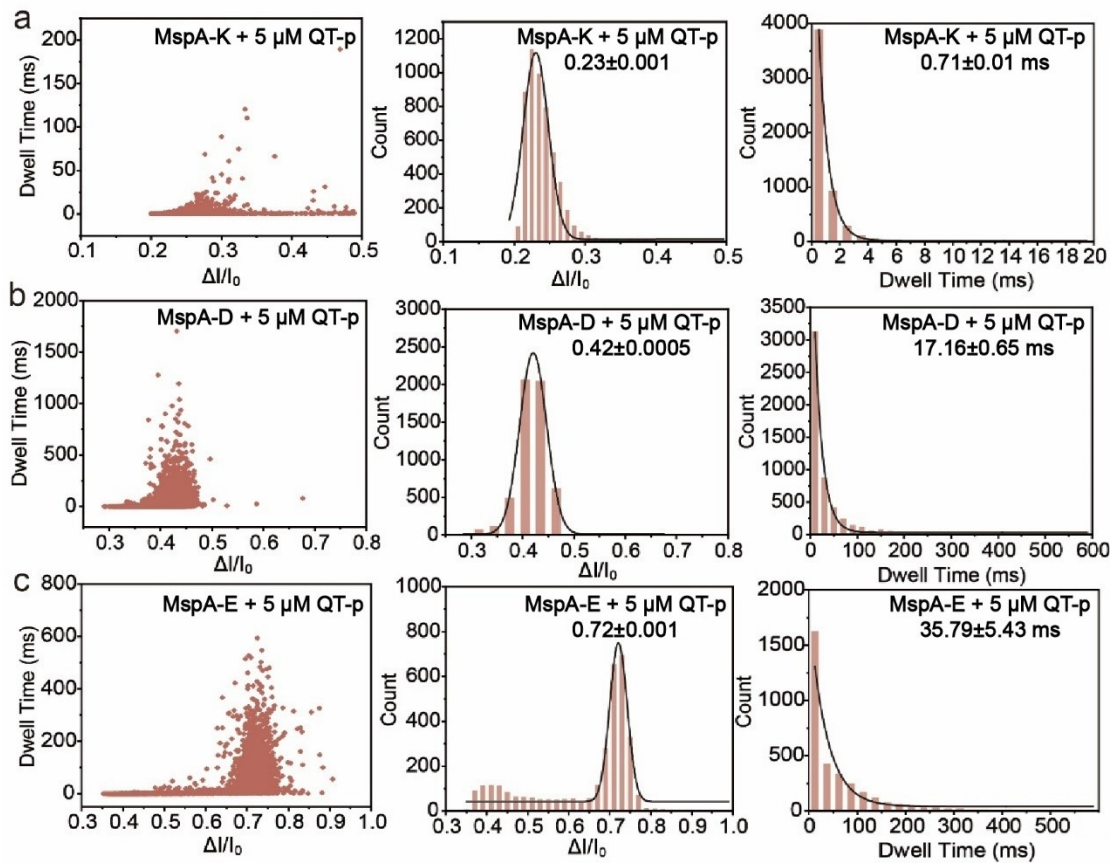 a
MspA-K + 5 µM QT-p
200
150
100
50
0
Dwell Time (ms)
0.1 0.2 0.3 0.4 0.5
ΔI/I₀
MspA-K + 5 µM QT-p
0.23±0.001
1200
1000
800
600
400
200
0
Count
0.1 0.2 0.3 0.4 0.5
ΔI/I₀
MspA-K + 5 µM QT-p
0.71±0.01 ms
4000
3000
2000
1000
0
Count
0 2 4 6 8 10 12 14 16 18 20
Dwell Time (ms)
b
MspA-D + 5 µM QT-p
2000
1500
1000
500
0
Dwell Time (ms)
0.3 0.4 0.5 0.6 0.7 0.8
ΔI/I₀
MspA-D + 5 µM QT-p
0.42±0.0005
3000
2500
2000
1500
1000
500
0
Count
0.3 0.4 0.5 0.6 0.7 0.8
ΔI/I₀
MspA-D + 5 µM QT-p
17.16±0.65 ms
3500
3000
2500
2000
1500
1000
500
0
Count
0 100 200 300 400 500 600
Dwell Time (ms)
c
MspA-E + 5 µM QT-p
800
600
400
200
0
Dwell Time (ms)
0.3 0.4 0.5 0.6 0.7 0.8 0.9 1.0
ΔI/I₀
MspA-E + 5 µM QT-p
0.72±0.001
1000
800
600
400
200
0
Count
0.3 0.4 0.5 0.6 0.7 0.8 0.9 1.0
ΔI/I₀
MspA-E + 5 µM QT-p
35.79±5.43 ms
2000
1500
1000
500
0
Count
0 100 200 300 400 500
Dwell Time (ms)